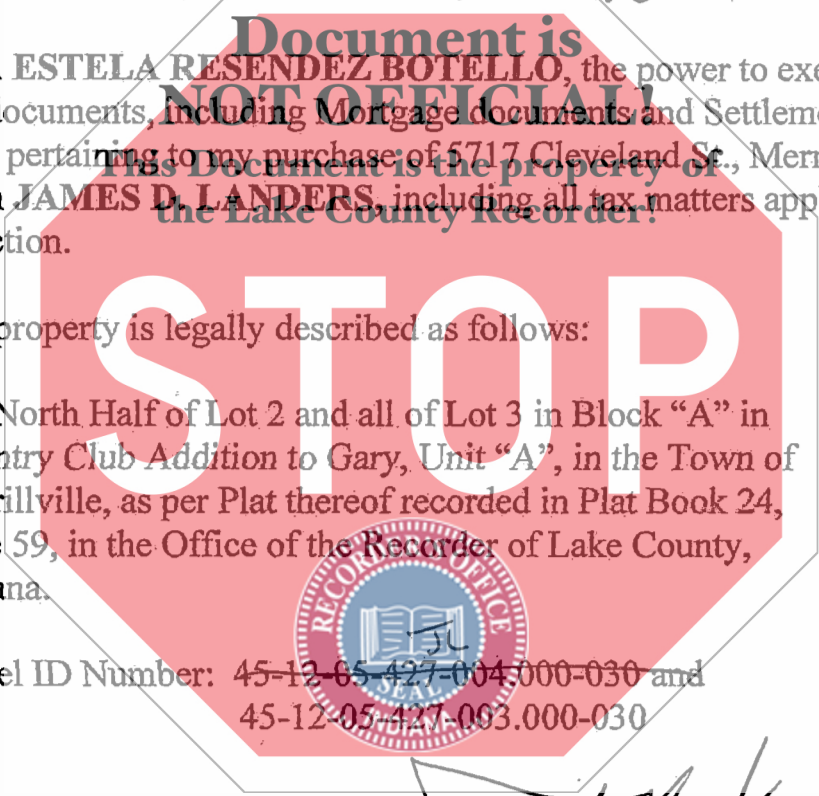 Document is
ESTELA RESENDEZ BOTELLO, the power to exe
ocuments, including Mortgage documents and Settleme
NOT OFFICIAL!
pertaining to my purchase of 5717 Cleveland St., Merr
This Document is the property of
JAMES D. LANDERS, including all tax matters app
the Lake County Recorder!
tion.
STOP
property is legally described as follows:
North Half of Lot 2 and all of Lot 3 in Block “A” in
ntry Club Addition to Gary, Unit “A”, in the Town of
rillville, as per Plat thereof recorded in Plat Book 24,
59, in the Office of the Recorder of Lake County,
ana.
RECORDER'S OFFICE
JL
SEAL
INDIANA
el ID Number: 45-12-05-427-004.000-030 and
45-12-05-427-003.000-030